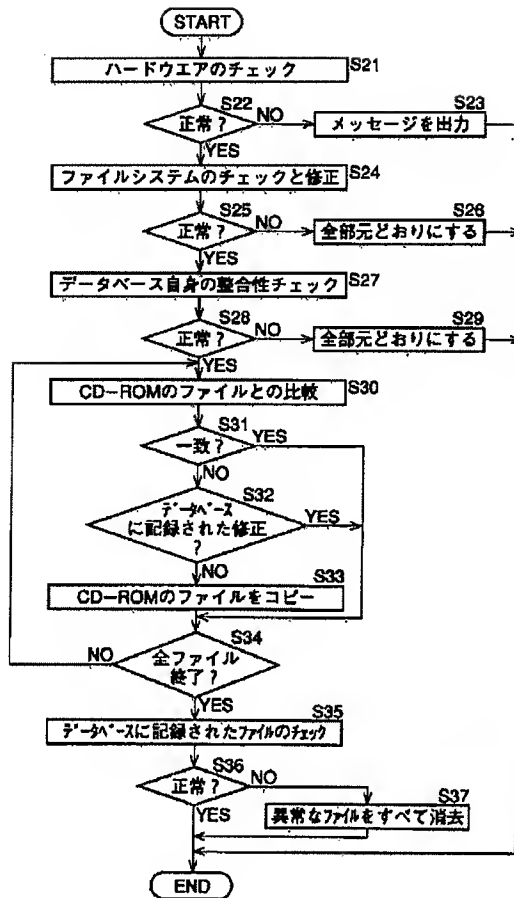 START
ハードウエアのチェック S21
S22
正常? NO
YES
S23
メッセージを出力
ファイルシステムのチェックと修正 S24
S25
正常? NO
YES
S26
全部元どおりにする
データベース自身の整合性チェック S27
S28
正常? NO
YES
S29
全部元どおりにする
CD-ROMのファイルとの比較 S30
S31
一致? YES
NO
S32
データベース
に記録された修正 YES
?
NO
S33
CD-ROMのファイルをコピー
S34
NO 全ファイル
終了?
YES
S35
データベースに記録されたファイルのチェック
S36
正常? NO
YES
S37
異常なファイルをすべて消去
END